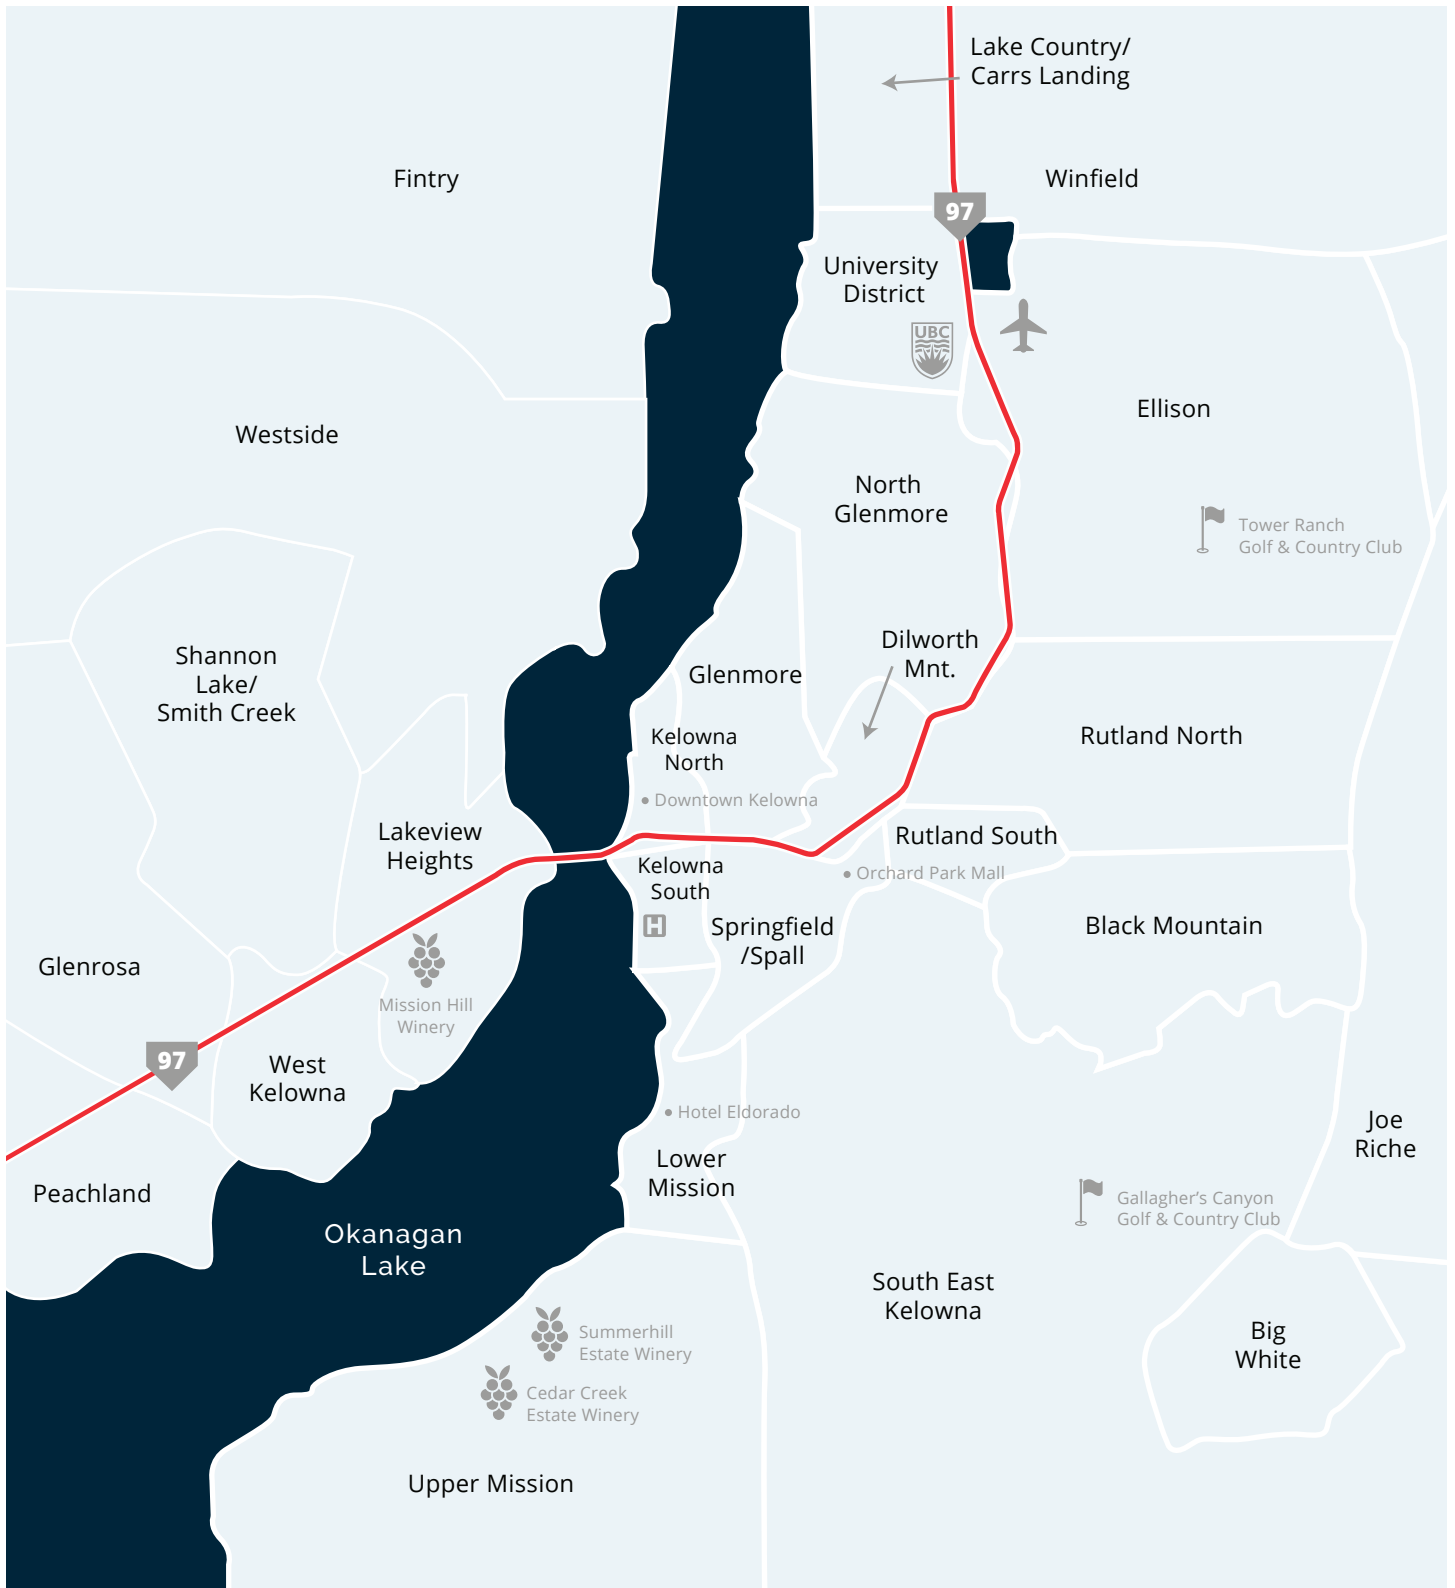 Lake Country/
Carrs Landing
Fintry
Winfield
97
University
District
UBC
Ellison
Westside
North
Glenmore
Tower Ranch
Golf & Country Club
Shannon
Lake/
Smith Creek
Dilworth
Mnt.
Glenmore
Kelowna
North
Rutland North
Downtown Kelowna
Lakeview
Heights
Rutland South
Kelowna
South
Orchard Park Mall
H
Springfield
/Spall
Black Mountain
Glenrosa
Mission Hill
Winery
97
West
Kelowna
Hotel Eldorado
Joe
Riche
Lower
Mission
Peachland
Gallagher's Canyon
Golf & Country Club
Okanagan
Lake
South East
Kelowna
Summerhill
Estate Winery
Big
White
Cedar Creek
Estate Winery
Upper Mission